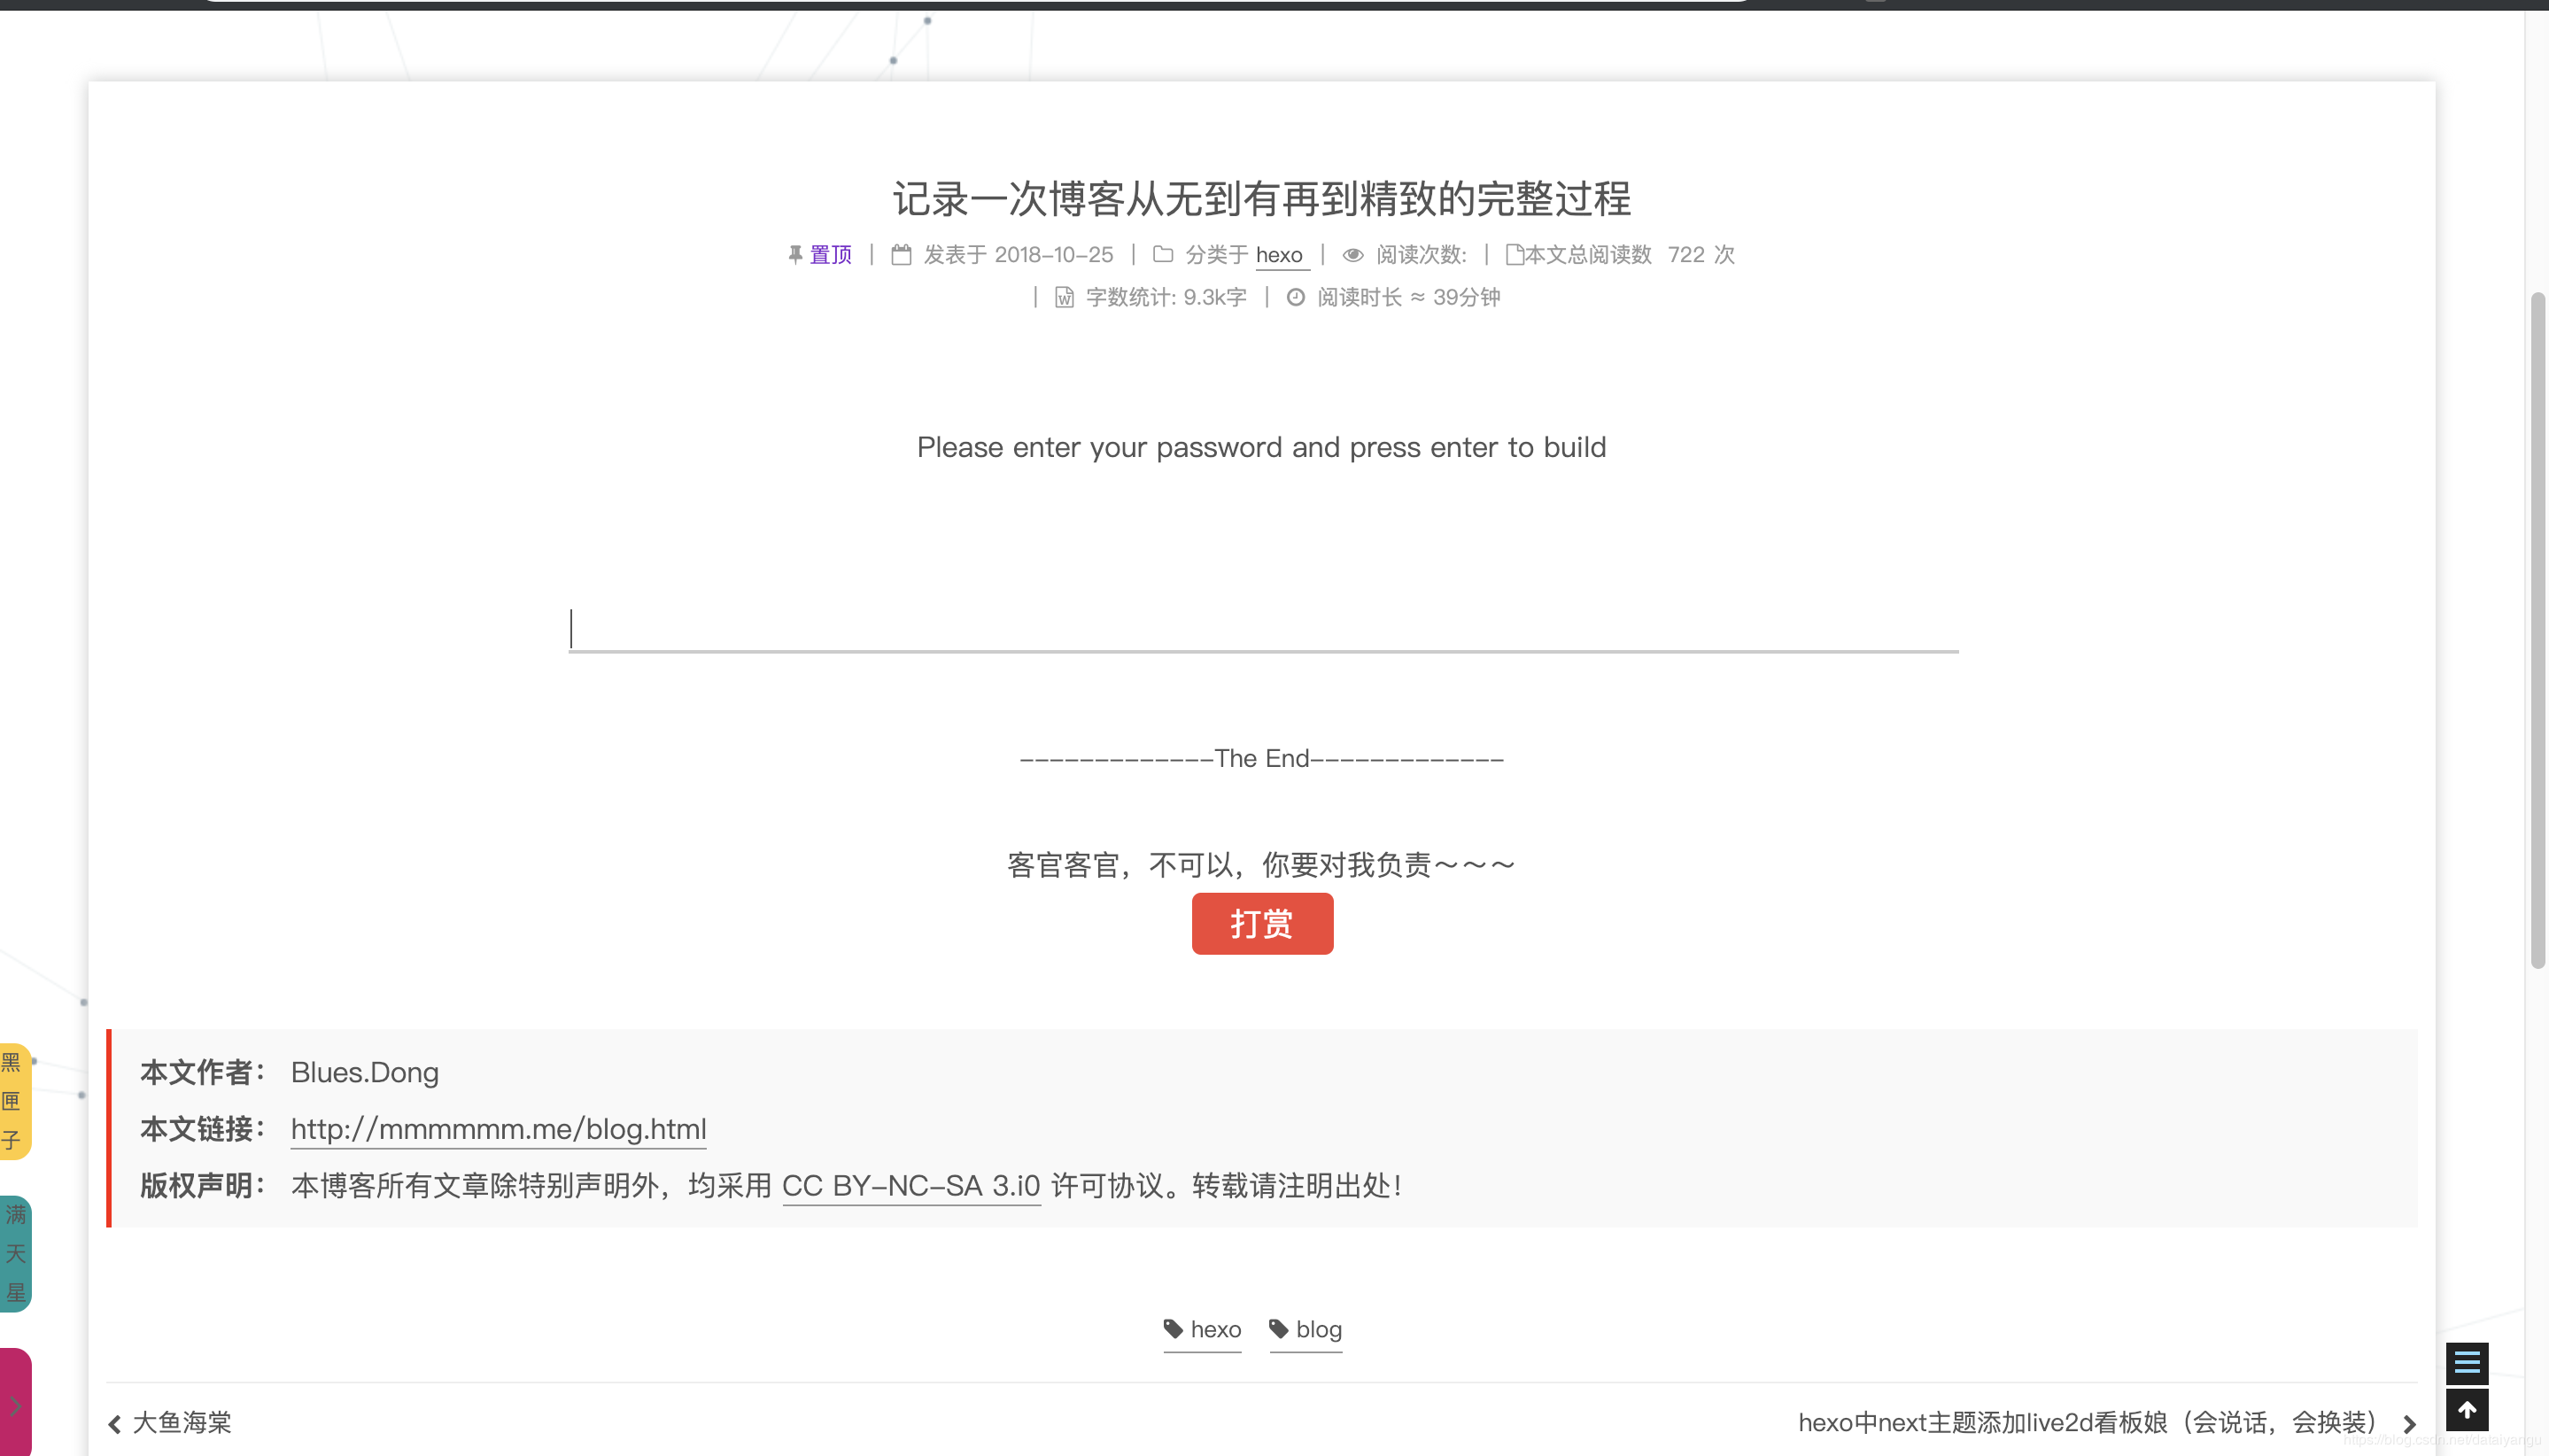 记录一次博客从无到有再到精致的完整过程
置顶 | 发表于 2018-10-25 | 分类于 hexo | 阅读次数: | 本文总阅读数 722 次
| 字数统计: 9.3k字 | 阅读时长 ≈ 39分钟
Please enter your password and press enter to build
-------------The End-------------
客官客官，不可以，你要对我负责～～～
打赏
本文作者： Blues.Dong
本文链接： http://mmmmmm.me/blog.html
版权声明： 本博客所有文章除特别声明外，均采用 CC BY-NC-SA 3.i0 许可协议。转载请注明出处！
黑匣子
满天星
hexo blog
大鱼海棠
hexo中next主题添加live2d看板娘（会说话，会换装）
https://blog.csdn.net/dataiyangu